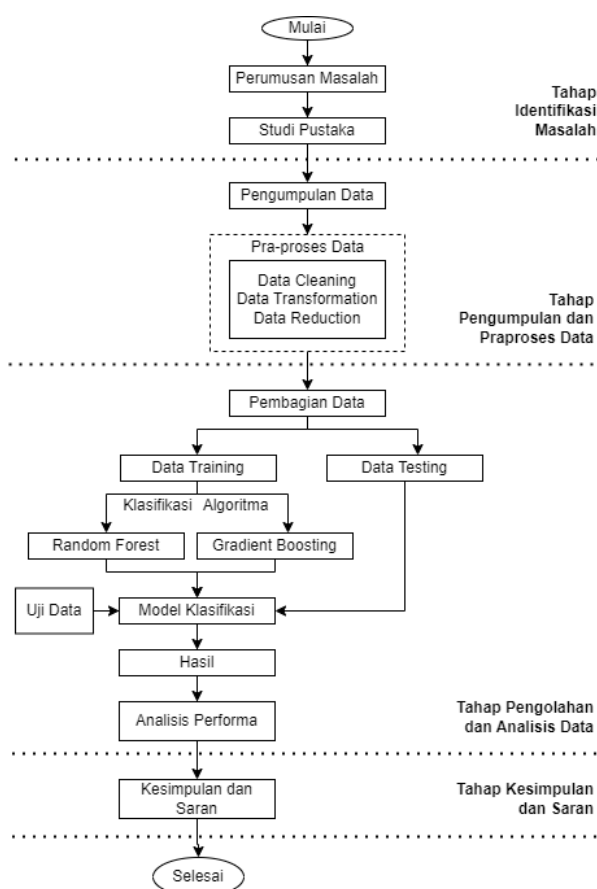 Mulai
Perumusan Masalah
Studi Pustaka
Tahap
Identifikasi
Masalah
Pengumpulan Data
Pra-proses Data
Data Cleaning
Data Transformation
Data Reduction
Tahap
Pengumpulan dan
Praproses Data
Pembagian Data
Data Training
Data Testing
Klasifikasi Algoritma
Random Forest
Gradient Boosting
Uji Data
Model Klasifikasi
Hasil
Analisis Performa
Tahap Pengolahan
dan Analisis Data
Kesimpulan dan
Saran
Tahap Kesimpulan
dan Saran
Selesai